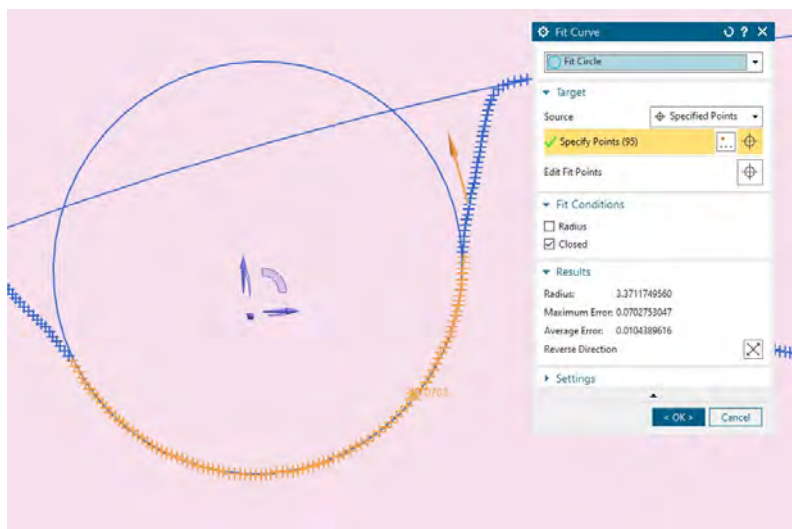 Fit Curve
Fit Circle
Target
Source Specified Points
Specify Points (95)
Edit Fit Points
Fit Conditions
Radius
Closed
Results
Radius: 3.3711749560
Maximum Error: 0.0702753047
Average Error: 0.0104389616
Reverse Direction
Settings
< OK > Cancel